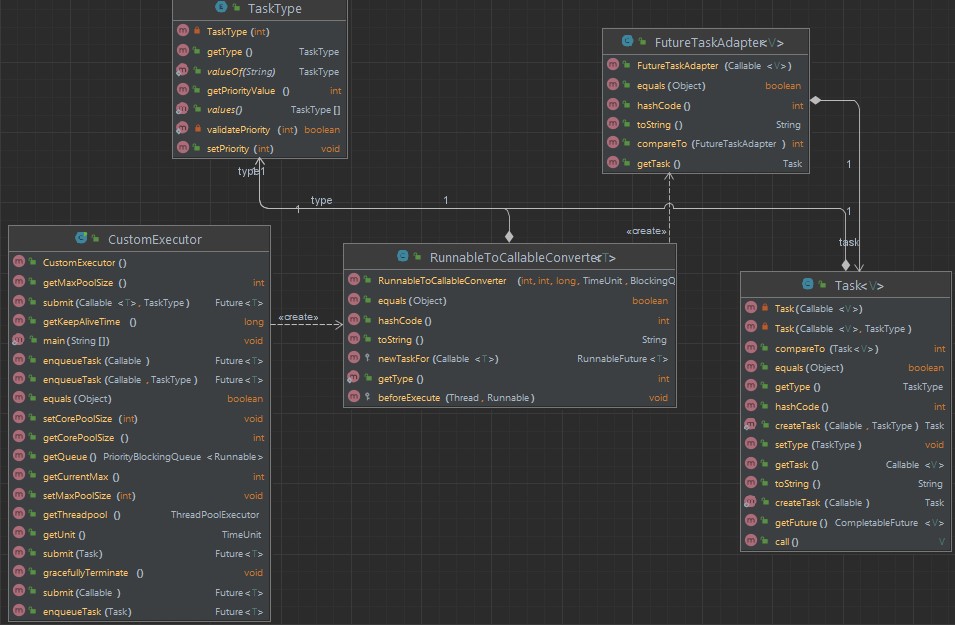 TaskType
TaskType (int)
getType () TaskType
valueOf(String) TaskType
getPriorityValue () int
values() TaskType []
validatePriority (int) boolean
setPriority (int) void
FutureTaskAdapter<V>
FutureTaskAdapter (Callable <V>)
equals(Object) boolean
hashCode() int
toString () String
compareTo (FutureTaskAdapter ) int
getTask () Task
type
1
1
type
1
1
1
task
«create»
«create»
CustomExecutor
CustomExecutor ()
getMaxPoolSize () int
submit(Callable <T>, TaskType ) Future<T>
getKeepAliveTime () long
main(String []) void
enqueueTask (Callable ) Future<T>
enqueueTask (Callable , TaskType ) Future<T>
equals(Object) boolean
setCorePoolSize (int) void
getCorePoolSize () int
getQueue () PriorityBlockingQueue <Runnable>
getCurrentMax () int
setMaxPoolSize (int) void
getThreadpool () ThreadPoolExecutor
getUnit () TimeUnit
submit(Task) Future<T>
gracefullyTerminate () void
submit(Callable ) Future<T>
enqueueTask (Task) Future<T>
RunnableToCallableConverter<T>
RunnableToCallableConverter (int, int, long, TimeUnit , BlockingQ
equals(Object) boolean
hashCode() int
toString () String
newTaskFor (Callable <T>) RunnableFuture <T>
getType () int
beforeExecute (Thread , Runnable ) void
Task<V>
Task(Callable <V>)
Task(Callable <V>, TaskType )
compareTo (Task<V>) int
equals(Object) boolean
getType () TaskType
hashCode() int
createTask (Callable , TaskType ) Task
setType (TaskType ) void
getTask () Callable <V>
toString () String
createTask (Callable ) Task
getFuture () CompletableFuture <V>
call() V